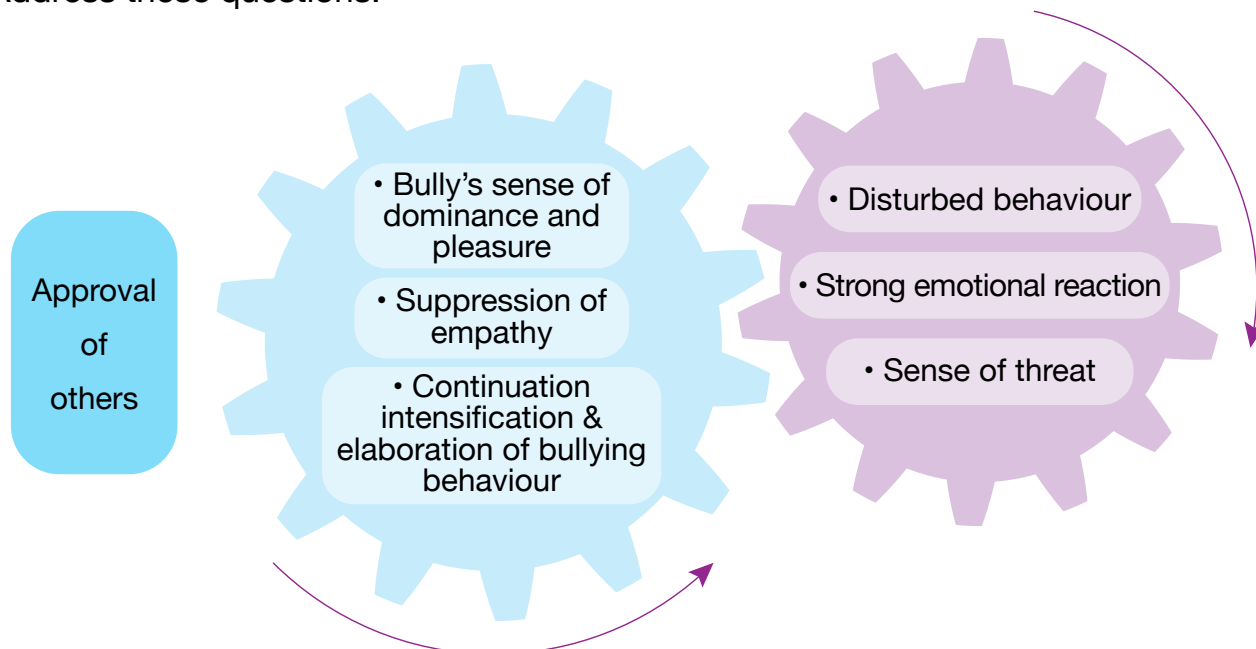 Address these questions.
Approval
of
others
• Bully’s sense of
dominance and
pleasure
• Suppression of
empathy
• Continuation
intensification &
elaboration of bullying
behaviour
• Disturbed behaviour
• Strong emotional reaction
• Sense of threat